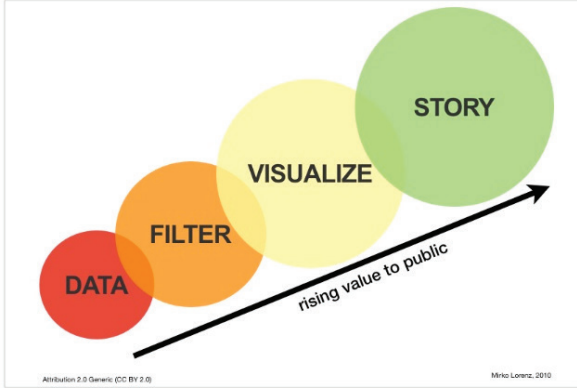 STORY
VISUALIZE
FILTER
DATA
rising value to public
Attribution 2.0 Generic (CC BY 2.0)
Mirko Lorenz, 2010